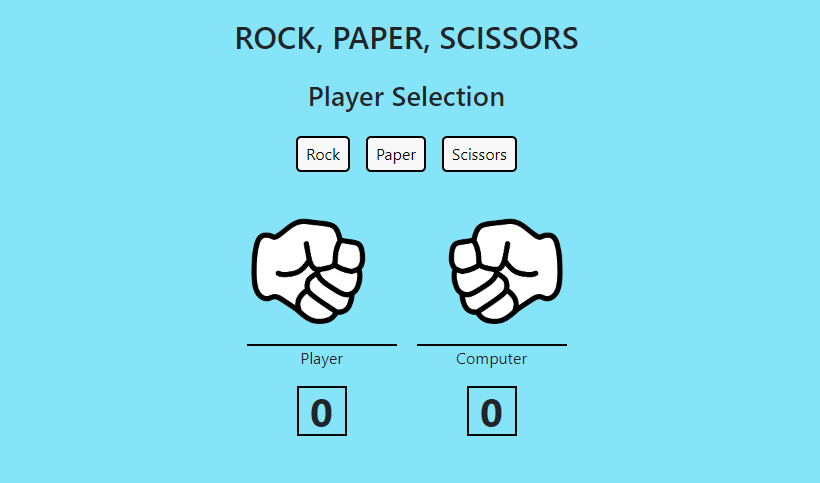 ROCK, PAPER, SCISSORS
Player Selection
Rock Paper Scissors
Player Computer
0 0